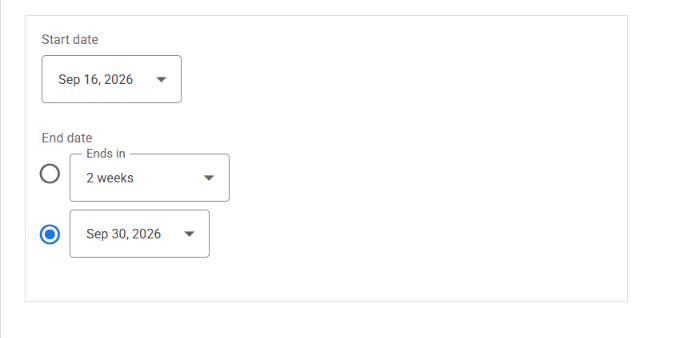 Start date
Sep 16, 2026
End date
Ends in
2 weeks
Sep 30, 2026